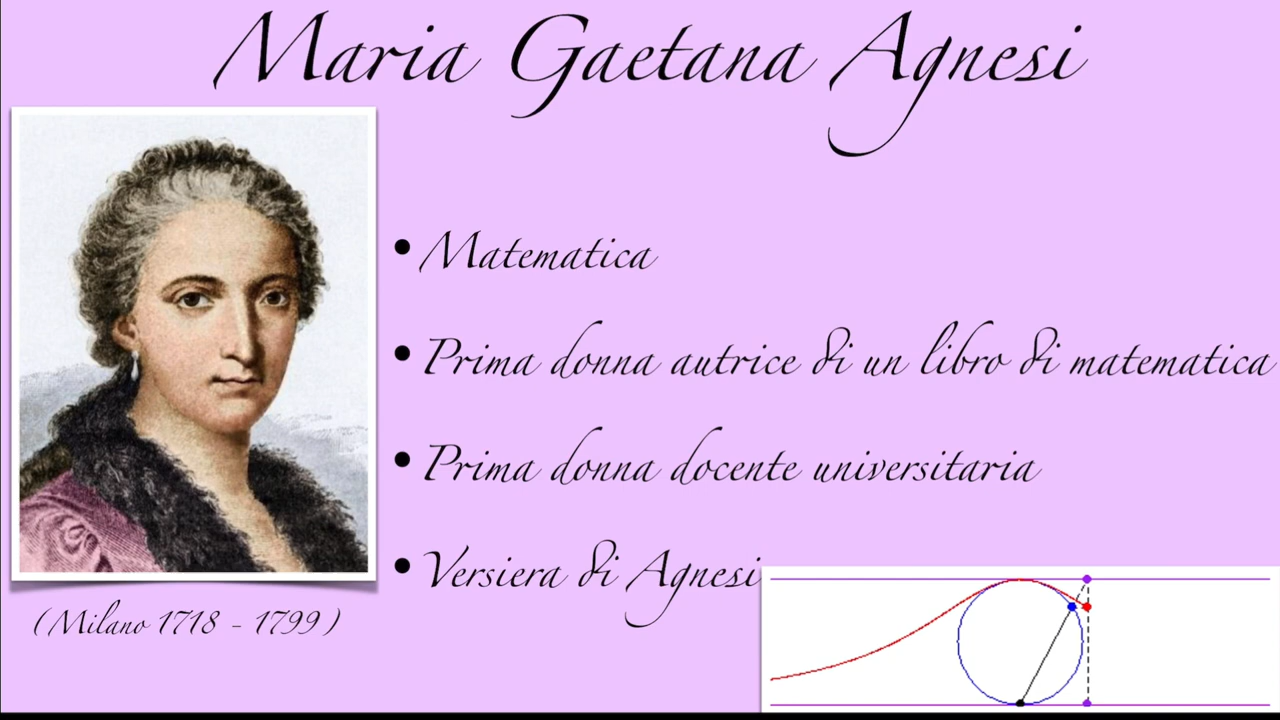 Maria Gaetana Agnesi
• Matematica
• Prima donna autrice di un libro di matematica
• Prima donna docente universitaria
• Versiera di Agnesi
(Milano 1718 - 1799)